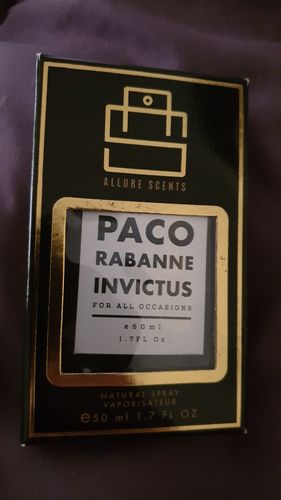 ALLURE SCENTS
PACO
RABANNE
INVICTUS
FOR ALL OCCASIONS
e50ml
1.7FL Oz
NATURAL SPRAY
VAPORISATEUR
e50 ml 1.7 FL OZ